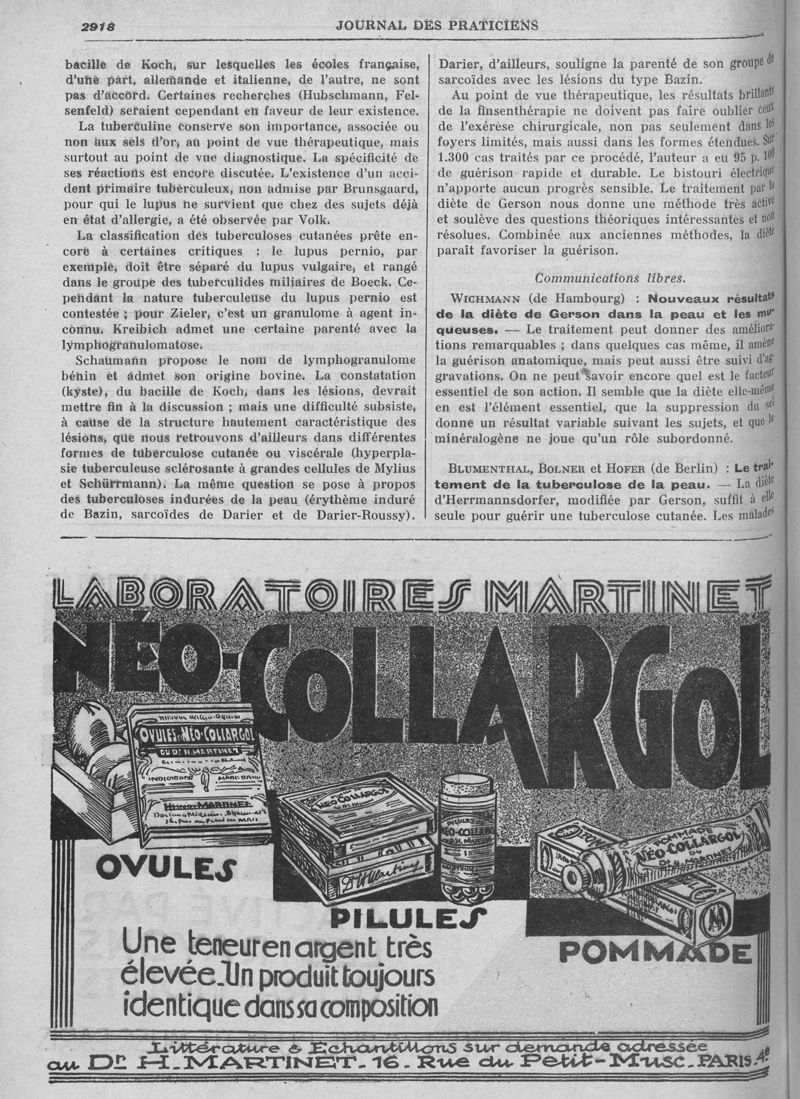 2918
JOURNAL DES PRATICIENS
bacille de Koch, sur lesquelles les écoles française,
d'une part, allemande et italienne, de l'autre, ne sont
pas d'accord. Certaines recherches (Hubschmann, Fel-
senfeld) seraient cependant en faveur de leur existence.
La tuberculine conserve son importance, associée ou
non aux sels d'or, au point de vue thérapeutique, mais
surtout au point de vue diagnostique. La spécificité de
ses réactions est encore discutée. L'existence d'un acci-
dent primaire tuberculeux, non admise par Brunsgaard,
pour qui le lupus ne survient que chez des sujets déjà
en état d'allergie, a été observée par Volk.
La classification des tuberculoses cutanées prête en-
core à certaines critiques : le lupus pernio, par
exemple, doit être séparé du lupus vulgaire, et rangé
dans le groupe des tuberculides miliaires de Boeck. Ce-
pendant la nature tuberculeuse du lupus pernio est
contestée ; pour Zieler, c'est un granulome à agent in-
connu. Kreibich admet une certaine parenté avec la
lymphogranulomatose.
Schaumann propose le nom de lymphogranulome
bénin et admet son origine bovine. La constatation
(kyste), du bacille de Koch, dans les lésions, devrait
mettre fin à la discussion ; mais une difficulté subsiste,
à cause de la structure hautement caractéristique des
lésions, que nous retrouvons d'ailleurs dans différentes
formes de tuberculose cutanée ou viscérale (hyperpla-
sie tuberculeuse sclérosante à grandes cellules de Mylius
et Schürrmann). La même question se pose à propos
des tuberculoses indurées de la peau (érythème induré
de Bazin, sarcoïdes de Darier et de Darier-Roussy).
Darier, d'ailleurs, souligne la parenté de son groupe de
sarcoïdes avec les lésions du type Bazin.
Au point de vue thérapeutique, les résultats brillants
de la finsenthérapie ne doivent pas faire oublier ceux
de l'exérèse chirurgicale, non pas seulement dans les
foyers limités, mais aussi dans les formes étendues. Sur
1.300 cas traités par ce procédé, l'auteur a eu 95 p. 100
de guérison rapide et durable. Le bistouri électrique
n'apporte aucun progrès sensible. Le traitement par la
diète de Gerson nous donne une méthode très active
et soulève des questions théoriques intéressantes et non
résolues. Combinée aux anciennes méthodes, la diète
paraît favoriser la guérison.
Communications libres.
WICHMANN (de Hambourg) : Nouveaux résultats
de la diète de Gerson dans la peau et les mu-
queuses. — Le traitement peut donner des améliora-
tions remarquables ; dans quelques cas même, il amène
la guérison anatomique, mais peut aussi être suivi d'ag-
gravations. On ne peut savoir encore quel est le facteur
essentiel de son action. Il semble que la diète elle-même
en est l'élément essentiel, que la suppression du sel
donne un résultat variable suivant les sujets, et que le
minéralogène ne joue qu'un rôle subordonné.
BLUMENTHAL, BOLNER et HOFER (de Berlin) : Le trai-
tement de la tuberculose de la peau. — La diète
d'Herrmannsdorfer, modifiée par Gerson, suffit à elle
seule pour guérir une tuberculose cutanée. Les malades
LABORATOIRES MARTINET
NÉO-COLLARGOL
OVULES NÉO-COLLARGOL
DU Dr H. MARTINET
INDICATIONS
HENRI MARTINET
NÉO-COLLARGOL
Dr H Martinet
PILULES
NÉO-COLLARGOL
POMMADE
NÉO-COLLARGOL
DU
Dr H. MARTINET
OVULES
PILULES
POMMADE
Une teneur en argent très
élevée. Un produit toujours
identique dans sa composition
Littérature & Echantillons sur demande adressée
au Dr H. MARTINET. 16. Rue du Petit-Musc. PARIS 4e